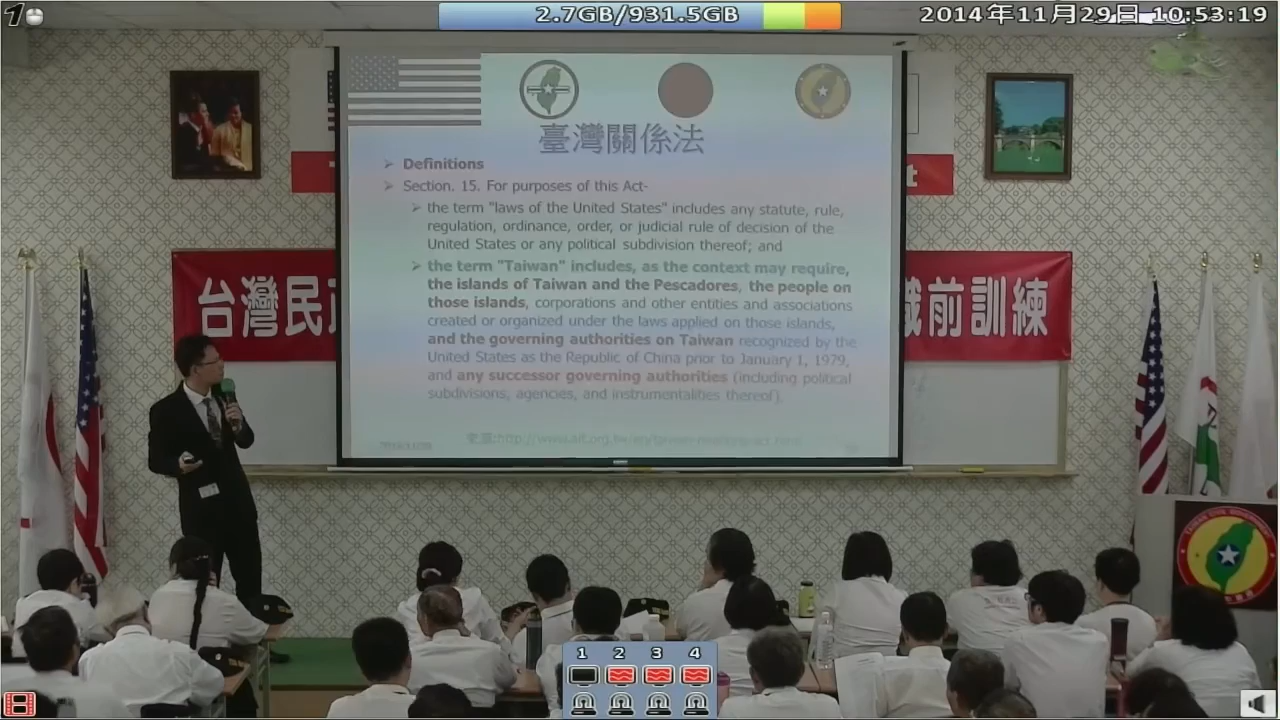 1
2.7GB/931.5GB
2014年11月29日 10:53:19
臺灣關係法
Definitions
Section. 15. For purposes of this Act-
the term "laws of the United States" includes any statute, rule,
regulation, ordinance, order, or judicial rule of decision of the
United States or any political subdivision thereof; and
the term "Taiwan" includes, as the context may require,
the islands of Taiwan and the Pescadores, the people on
those islands, corporations and other entities and associations
created or organized under the laws applied on those islands,
and the governing authorities on Taiwan recognized by the
United States as the Republic of China prior to January 1, 1979,
and any successor governing authorities (including political
subdivisions, agencies, and instrumentalities thereof).
台灣民
職前訓練
TAIWAN CIVIL GOVERNMENT
1 2 3 4